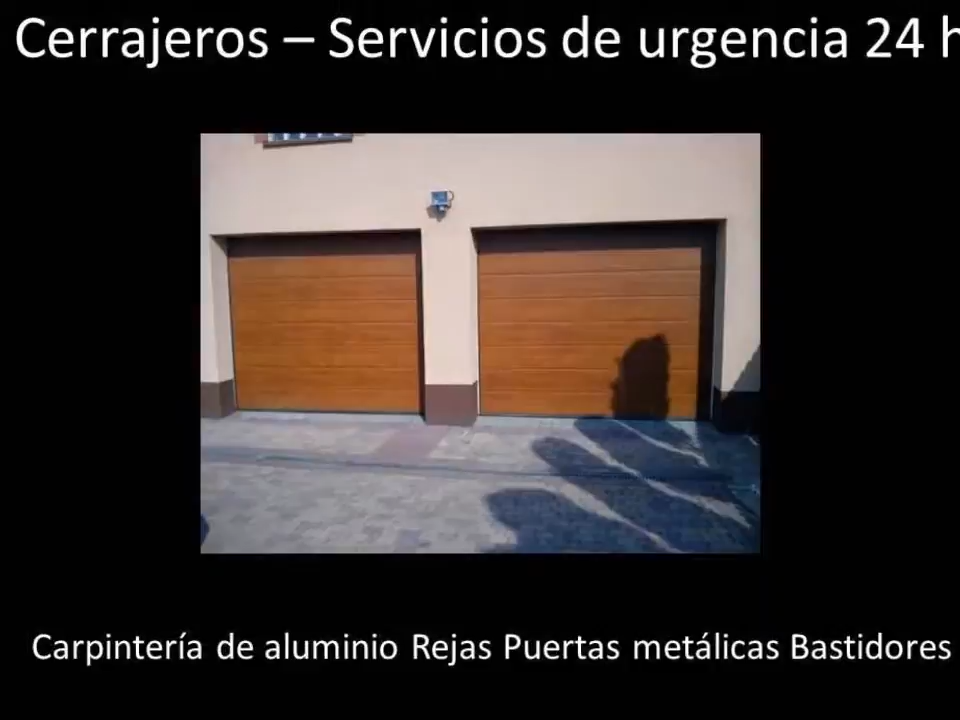 Cerrajeros – Servicios de urgencia 24 h
Carpintería de aluminio Rejas Puertas metálicas Bastidores